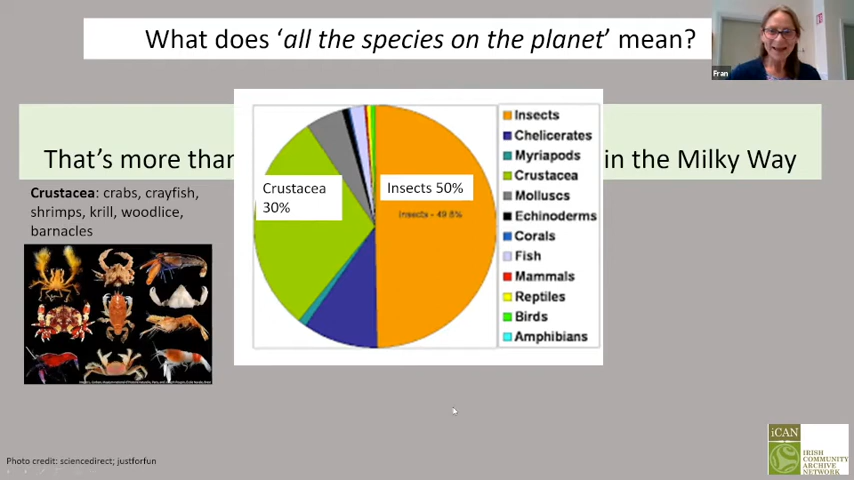 What does ‘all the species on the planet’ mean?
Fran
That’s more than
in the Milky Way
Crustacea: crabs, crayfish,
shrimps, krill, woodlice,
barnacles
Crustacea
30%
Insects 50%
Insects - 49.8%
Insects
Chelicerates
Myriapods
Crustacea
Molluscs
Echinoderms
Corals
Fish
Mammals
Reptiles
Birds
Amphibians
Photo credit: sciencedirect; justforfun
iCAN
IRISH
COMMUNITY
ARCHIVE
NETWORK